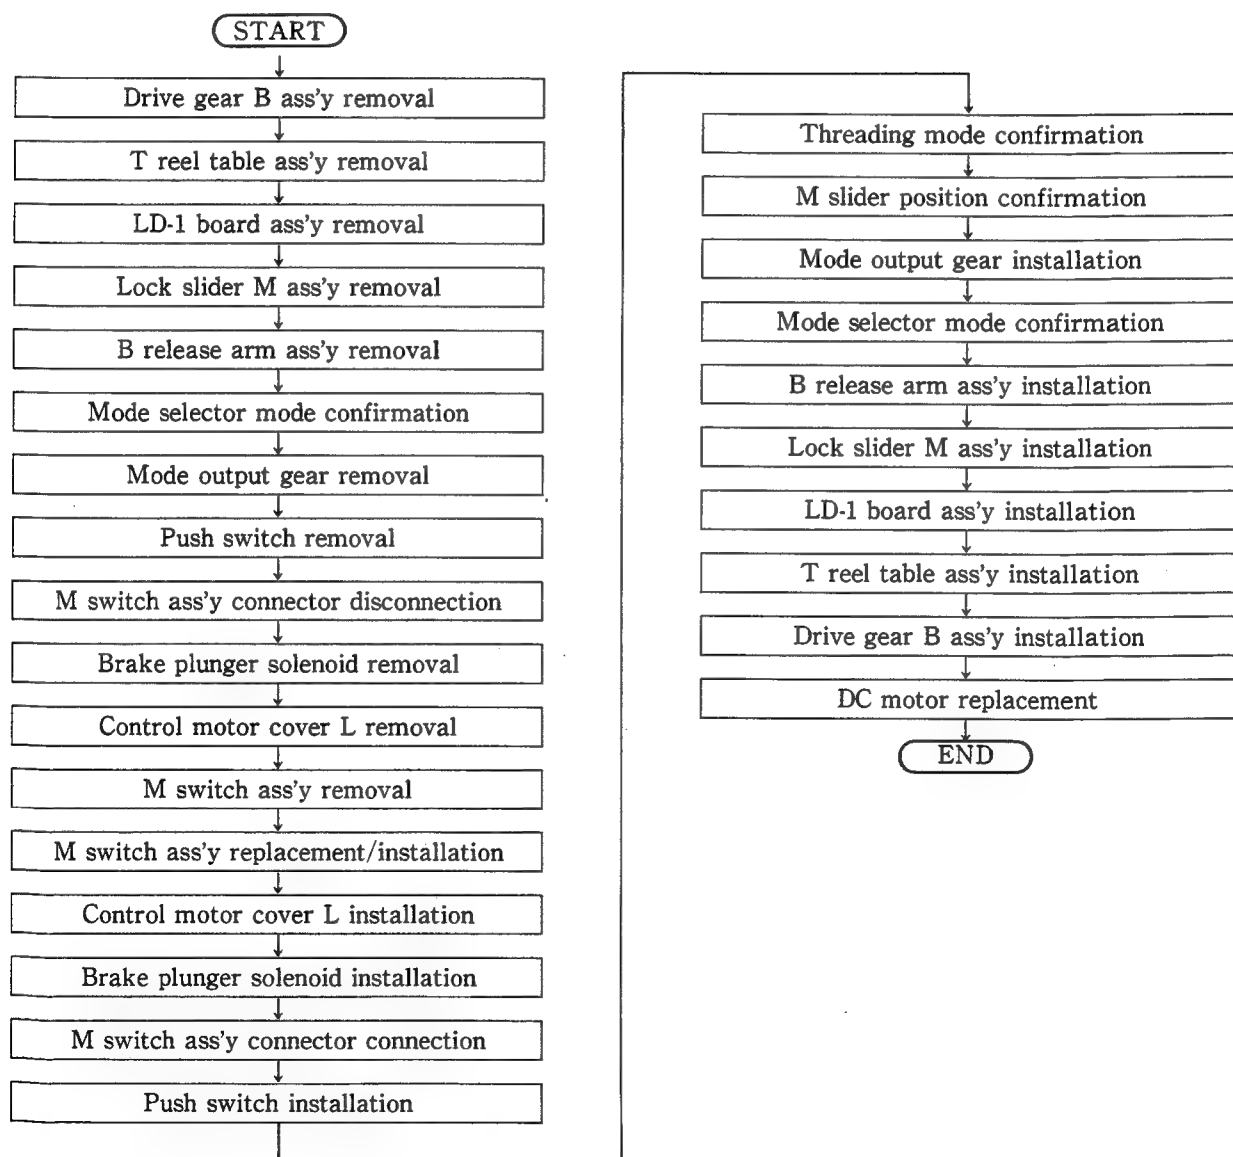 START
Drive gear B ass'y removal
T reel table ass'y removal
LD-1 board ass'y removal
Lock slider M ass'y removal
B release arm ass'y removal
Mode selector mode confirmation
Mode output gear removal
Push switch removal
M switch ass'y connector disconnection
Brake plunger solenoid removal
Control motor cover L removal
M switch ass'y removal
M switch ass'y replacement/installation
Control motor cover L installation
Brake plunger solenoid installation
M switch ass'y connector connection
Push switch installation
Threading mode confirmation
M slider position confirmation
Mode output gear installation
Mode selector mode confirmation
B release arm ass'y installation
Lock slider M ass'y installation
LD-1 board ass'y installation
T reel table ass'y installation
Drive gear B ass'y installation
DC motor replacement
END